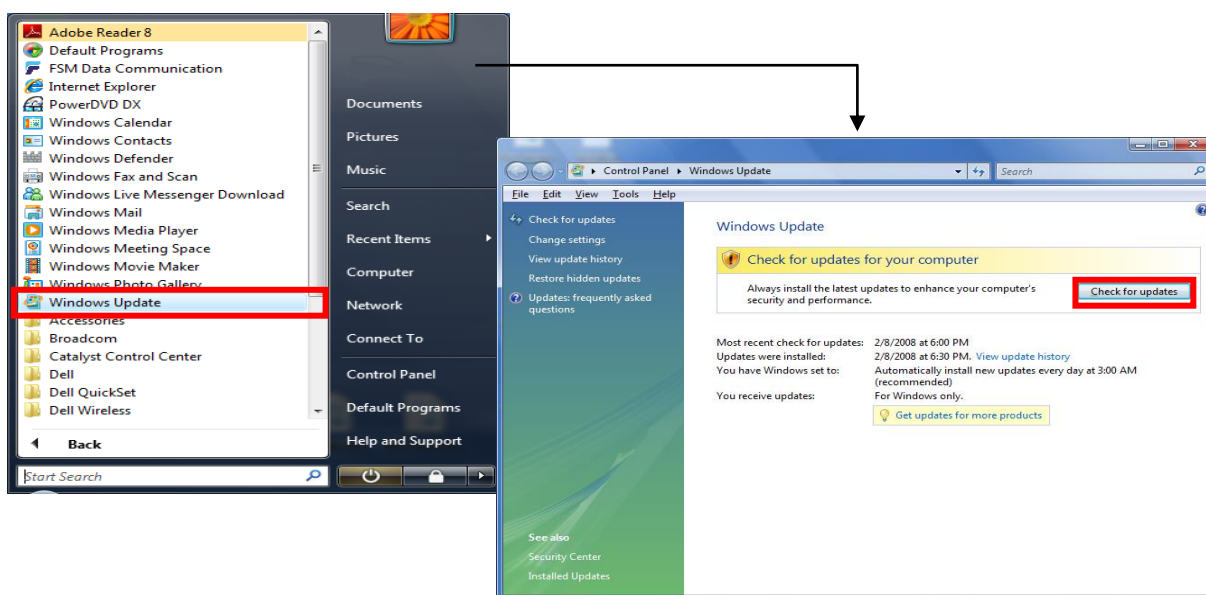 Adobe Reader 8
Default Programs
FSM Data Communication
Internet Explorer
PowerDVD DX
Windows Calendar
Windows Contacts
Windows Defender
Windows Fax and Scan
Windows Live Messenger Download
Windows Mail
Windows Media Player
Windows Meeting Space
Windows Movie Maker
Windows Photo Gallery
Windows Update
Accessories
Broadcom
Catalyst Control Center
Dell
Dell QuickSet
Dell Wireless
Back
Start Search
Documents
Pictures
Music
Search
Recent Items
Computer
Network
Connect To
Control Panel
Default Programs
Help and Support
Control Panel Windows Update
Search
File Edit View Tools Help
Check for updates
Change settings
View update history
Restore hidden updates
Updates: frequently asked
questions
See also
Security Center
Installed Updates
Windows Update
Check for updates for your computer
Always install the latest updates to enhance your computer's
security and performance.
Check for updates
Most recent check for updates: 2/8/2008 at 6:00 PM
Updates were installed: 2/8/2008 at 6:30 PM. View update history
You have Windows set to: Automatically install new updates every day at 3:00 AM
(recommended)
You receive updates: For Windows only.
Get updates for more products